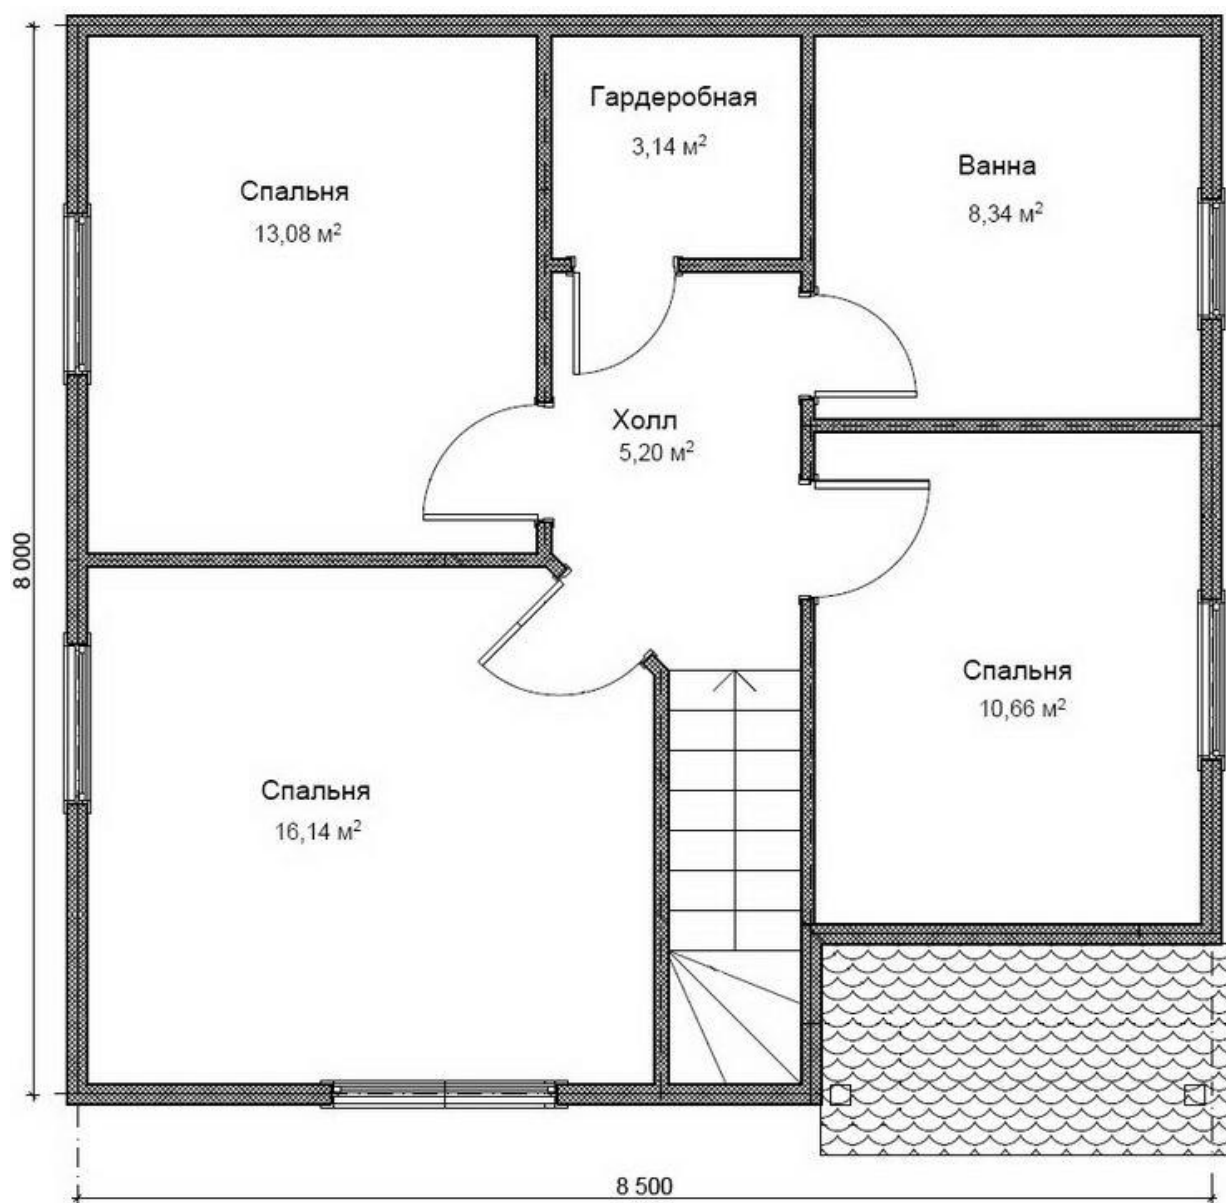 Гардеробная
3,14 м²
Ванна
8,34 м²
Спальня
13,08 м²
Холл
5,20 м²
8 000
Спальня
10,66 м²
Спальня
16,14 м²
8 500